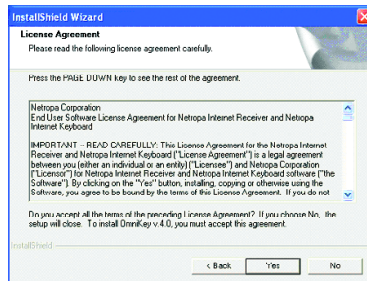 InstallShield Wizard
License Agreement
Please read the following license agreement carefully.
Press the PAGE DOWN key to see the rest of the agreement.
Netropa Corporation
End User Software License Agreement for Netropa Internet Receiver and Netropa
Internet Keyboard
IMPORTANT -- READ CAREFULLY: This License Agreement for the Netropa Internet
Receiver and Netropa Internet Keyboard ("License Agreement") is a legal agreement
between you (either an individual or an entity) ("Licensee") and Netropa Corporation
("Licensor") for Netropa Internet Receiver and Netropa Internet Keyboard software ("the
Software"). By clicking on the "Yes" button, installing, copying or otherwise using the
Software, you agree to be bound by the terms of this License Agreement. If you do not
Do you accept all the terms of the preceding License Agreement? If you choose No, the
setup will close. To install OmniKey v.4.0, you must accept this agreement.
InstallShield
< Back
Yes
No